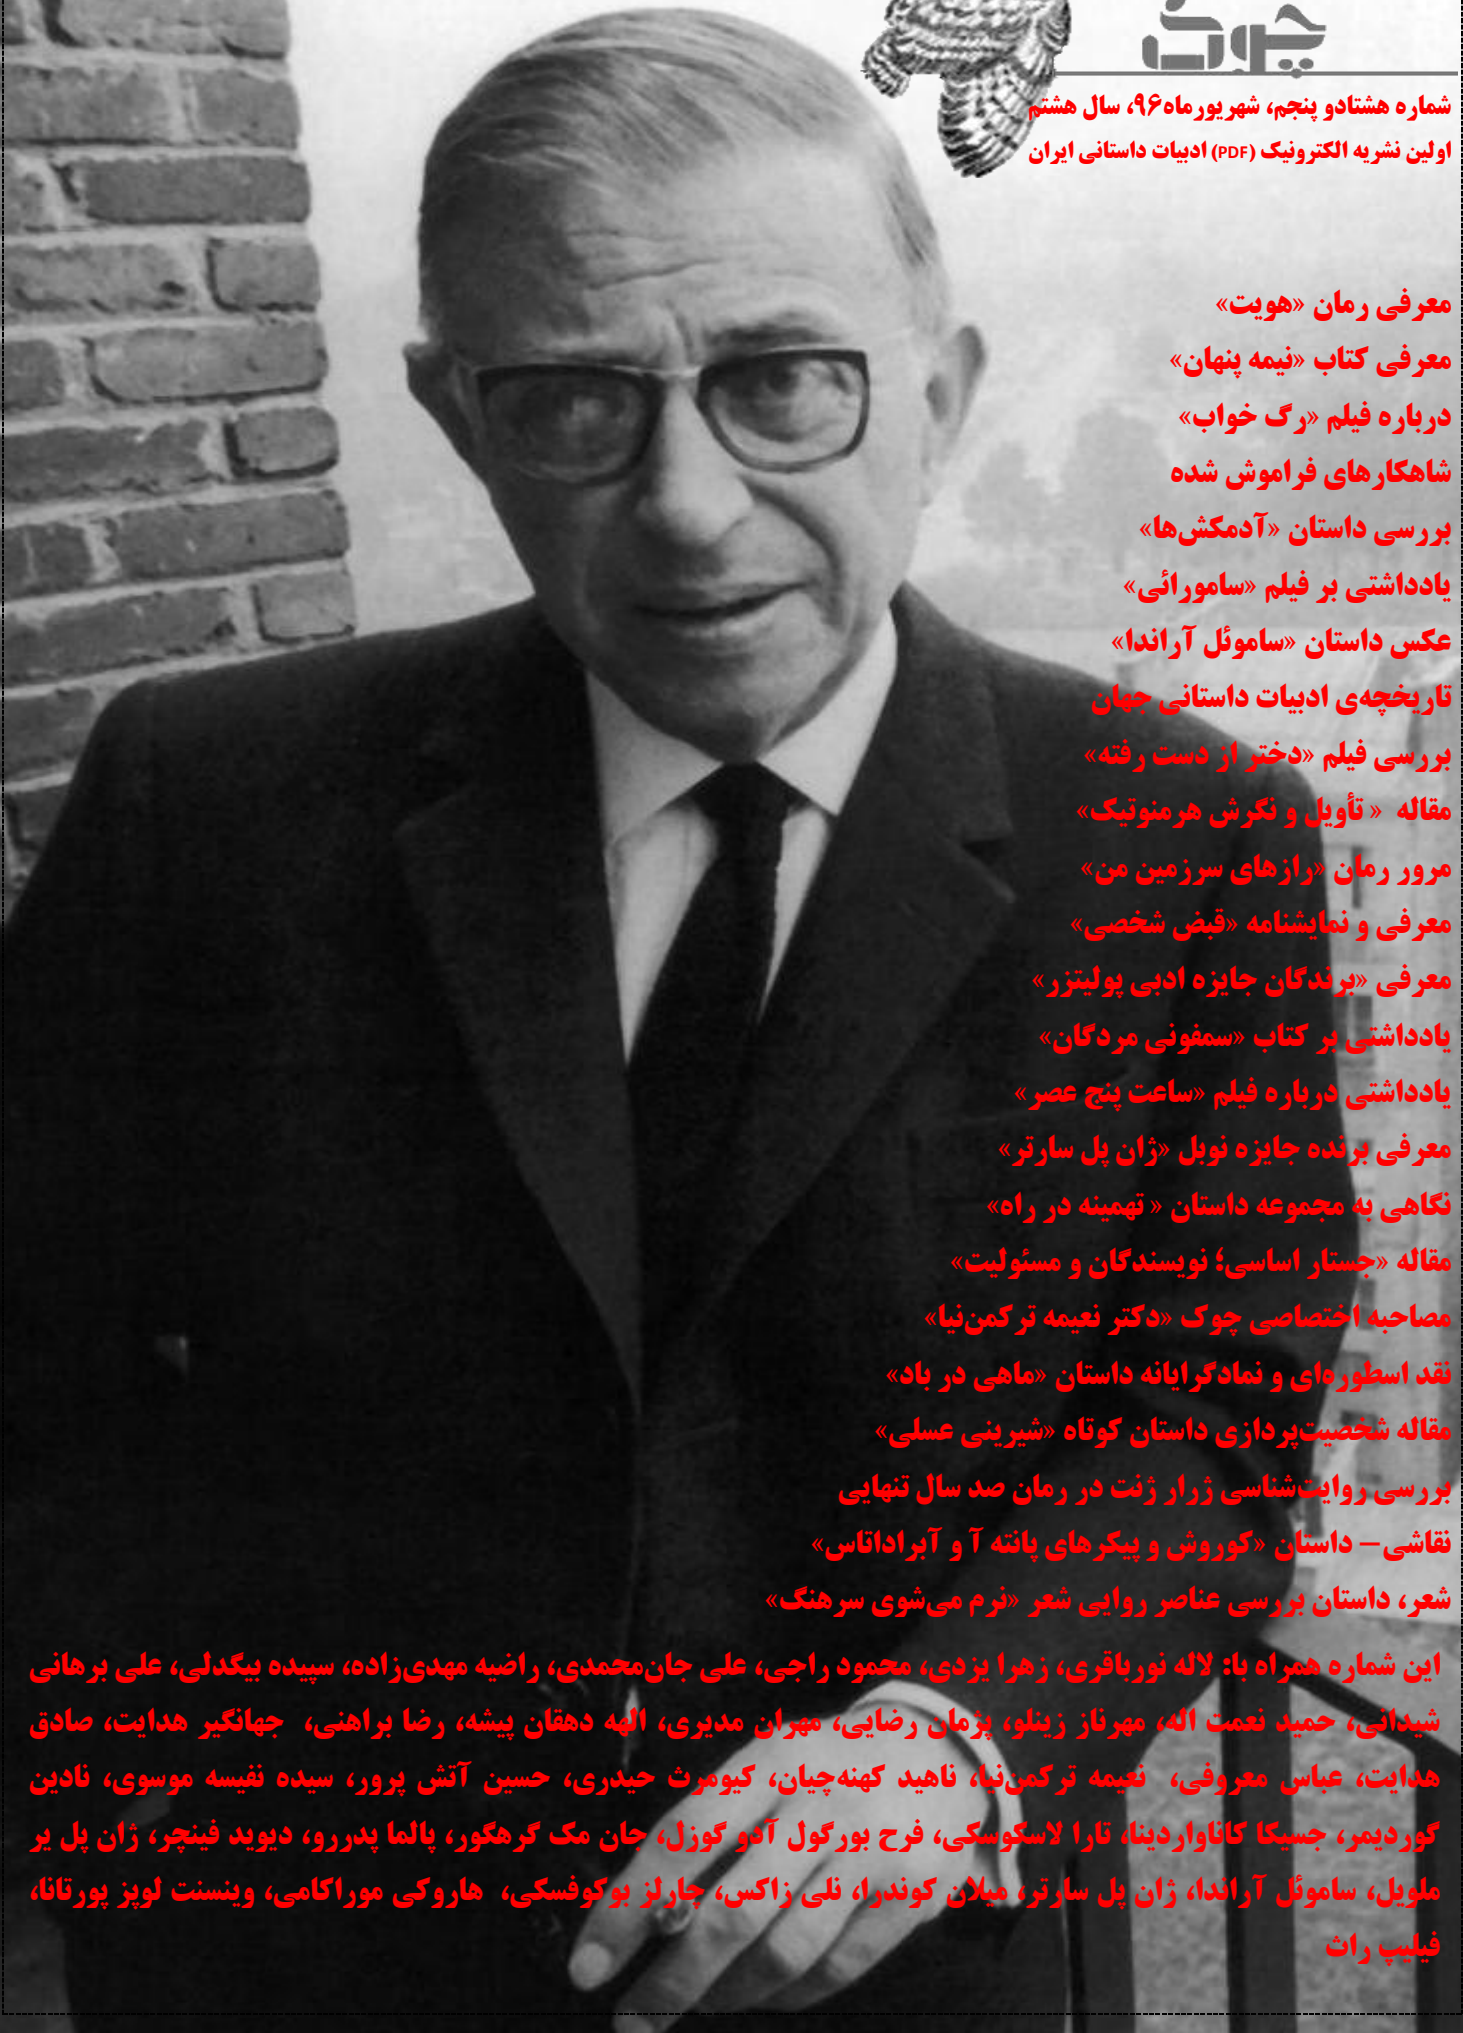 چوک
شماره هشتادو پنجم، شهریورماه۹۶، سال هشتم
اولین نشریه الکترونیک (PDF) ادبیات داستانی ایران
معرفی رمان «هویت»
معرفی کتاب «نیمه پنهان»
درباره فیلم «رگ خواب»
شاهکارهای فراموش شده
بررسی داستان «آدمکش‌ها»
یادداشتی بر فیلم «سامورائی»
عکس داستان «ساموئل آراندا»
تاریخچه‌ی ادبیات داستانی جهان
بررسی فیلم «دختر از دست رفته»
مقاله « تأویل و نگرش هرمنوتیک»
مرور رمان «رازهای سرزمین من»
معرفی و نمایشنامه «قبض شخصی»
معرفی «برندگان جایزه ادبی پولیتزر»
یادداشتی بر کتاب «سمفونی مردگان»
یادداشتی درباره فیلم «ساعت پنج عصر»
معرفی برنده جایزه نوبل «ژان پل سارتر»
نگاهی به مجموعه داستان « تهمینه در راه»
مقاله «جستار اساسی؛ نویسندگان و مسئولیت»
مصاحبه اختصاصی چوک «دکتر نعیمه ترکمن‌نیا»
نقد اسطوره‌ای و نمادگرایانه داستان «ماهی در باد»
مقاله شخصیت‌پردازی داستان کوتاه «شیرینی عسلی»
بررسی روایت‌شناسی ژرار ژنت در رمان صد سال تنهایی
نقاشی– داستان «کوروش و پیکرهای پانته آ و آبراداتاس»
شعر، داستان بررسی عناصر روایی شعر «نرم می‌شوی سرهنگ»
این شماره همراه با: لاله نورباقری، زهرا یزدی، محمود راجی، علی جان‌محمدی، راضیه مهدی‌زاده، سپیده بیگدلی، علی برهانی
شیدانی، حمید نعمت اله، مهرناز زینلو، پژمان رضایی، مهران مدیری، الهه دهقان پیشه، رضا براهنی، جهانگیر هدایت، صادق
هدایت، عباس معروفی، نعیمه ترکمن‌نیا، ناهید کهنه‌چیان، کیومرث حیدری، حسین آتش پرور، سیده نفیسه موسوی، نادین
گوردیمر، جسیکا کاناواردینا، تارا لاسکوسکی، فرح بورگول آدو گوزل، جان مک گرهگور، پالما پدررو، دیوید فینچر، ژان پل یر
ملویل، ساموئل آراندا، ژان پل سارتر، میلان کوندرا، نلی زاکس، چارلز بوکوفسکی، هاروکی موراکامی، وینسنت لوپز پورتانا،
فیلیپ راث